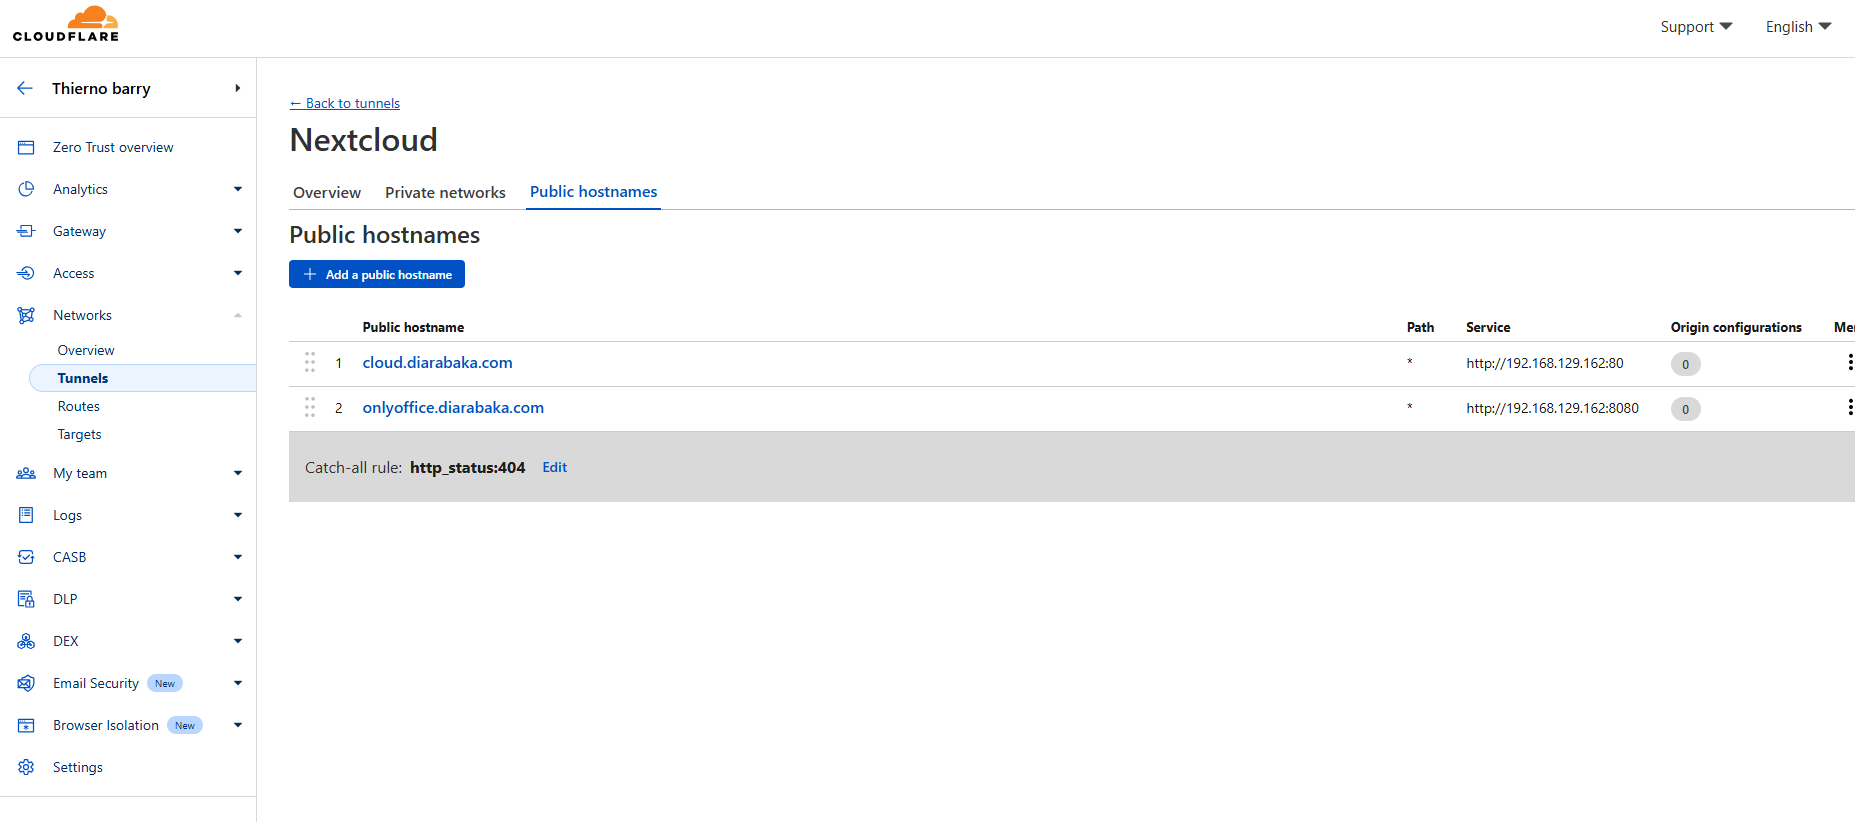 CLOUDFLARE
Support
English
Thierno barry
Zero Trust overview
Analytics
Gateway
Access
Networks
Overview
Tunnels
Routes
Targets
My team
Logs
CASB
DLP
DEX
Email Security New
Browser Isolation New
Settings
← Back to tunnels
Nextcloud
Overview Private networks Public hostnames
Public hostnames
+ Add a public hostname
Public hostname Path Service Origin configurations Me
1 cloud.diarabaka.com * http://192.168.129.162:80 0
2 onlyoffice.diarabaka.com * http://192.168.129.162:8080 0
Catch-all rule: http_status:404 Edit